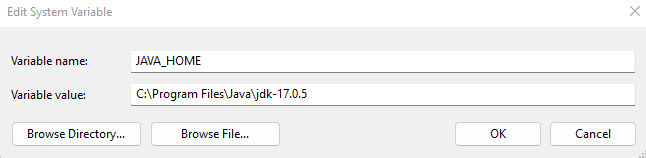 Edit System Variable
Variable name: JAVA_HOME
Variable value: C:\Program Files\Java\jdk-17.0.5
Browse Directory... Browse File... OK Cancel